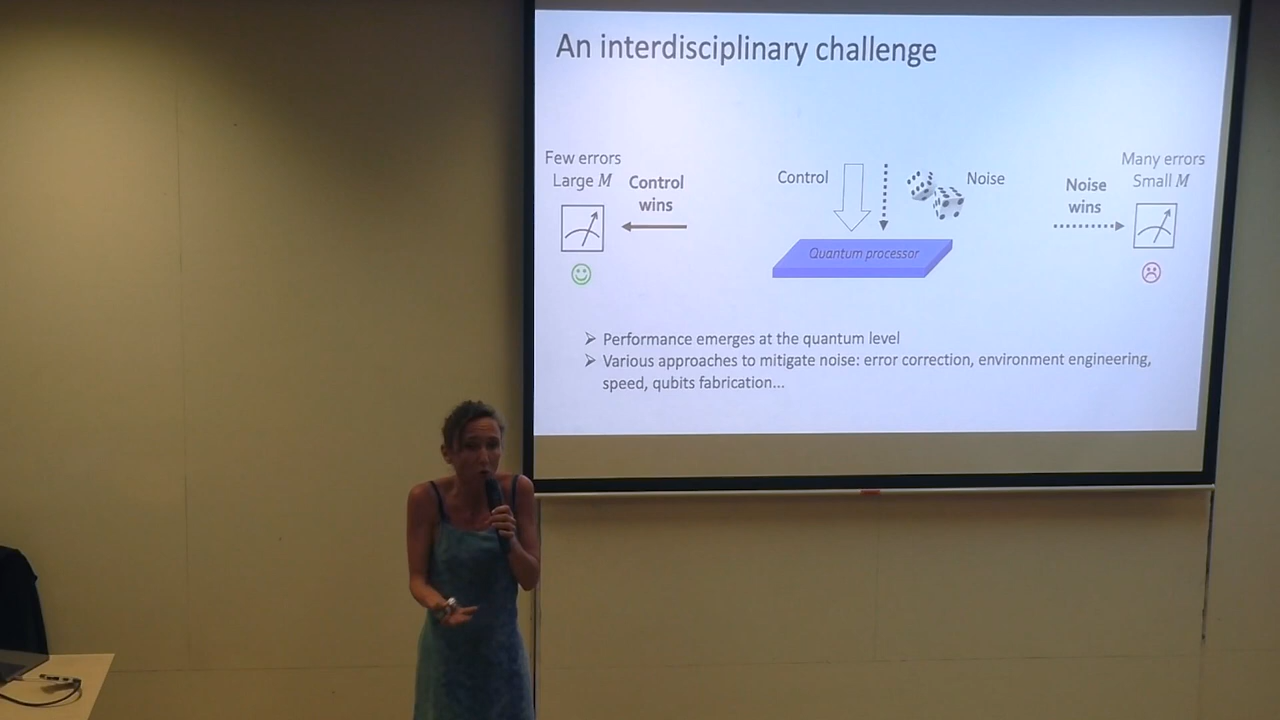 An interdisciplinary challenge
Few errors
Large M
Control
wins
Control
Noise
Noise
wins
Many errors
Small M
Quantum processor
➢ Performance emerges at the quantum level
➢ Various approaches to mitigate noise: error correction, environment engineering,
speed, qubits fabrication...